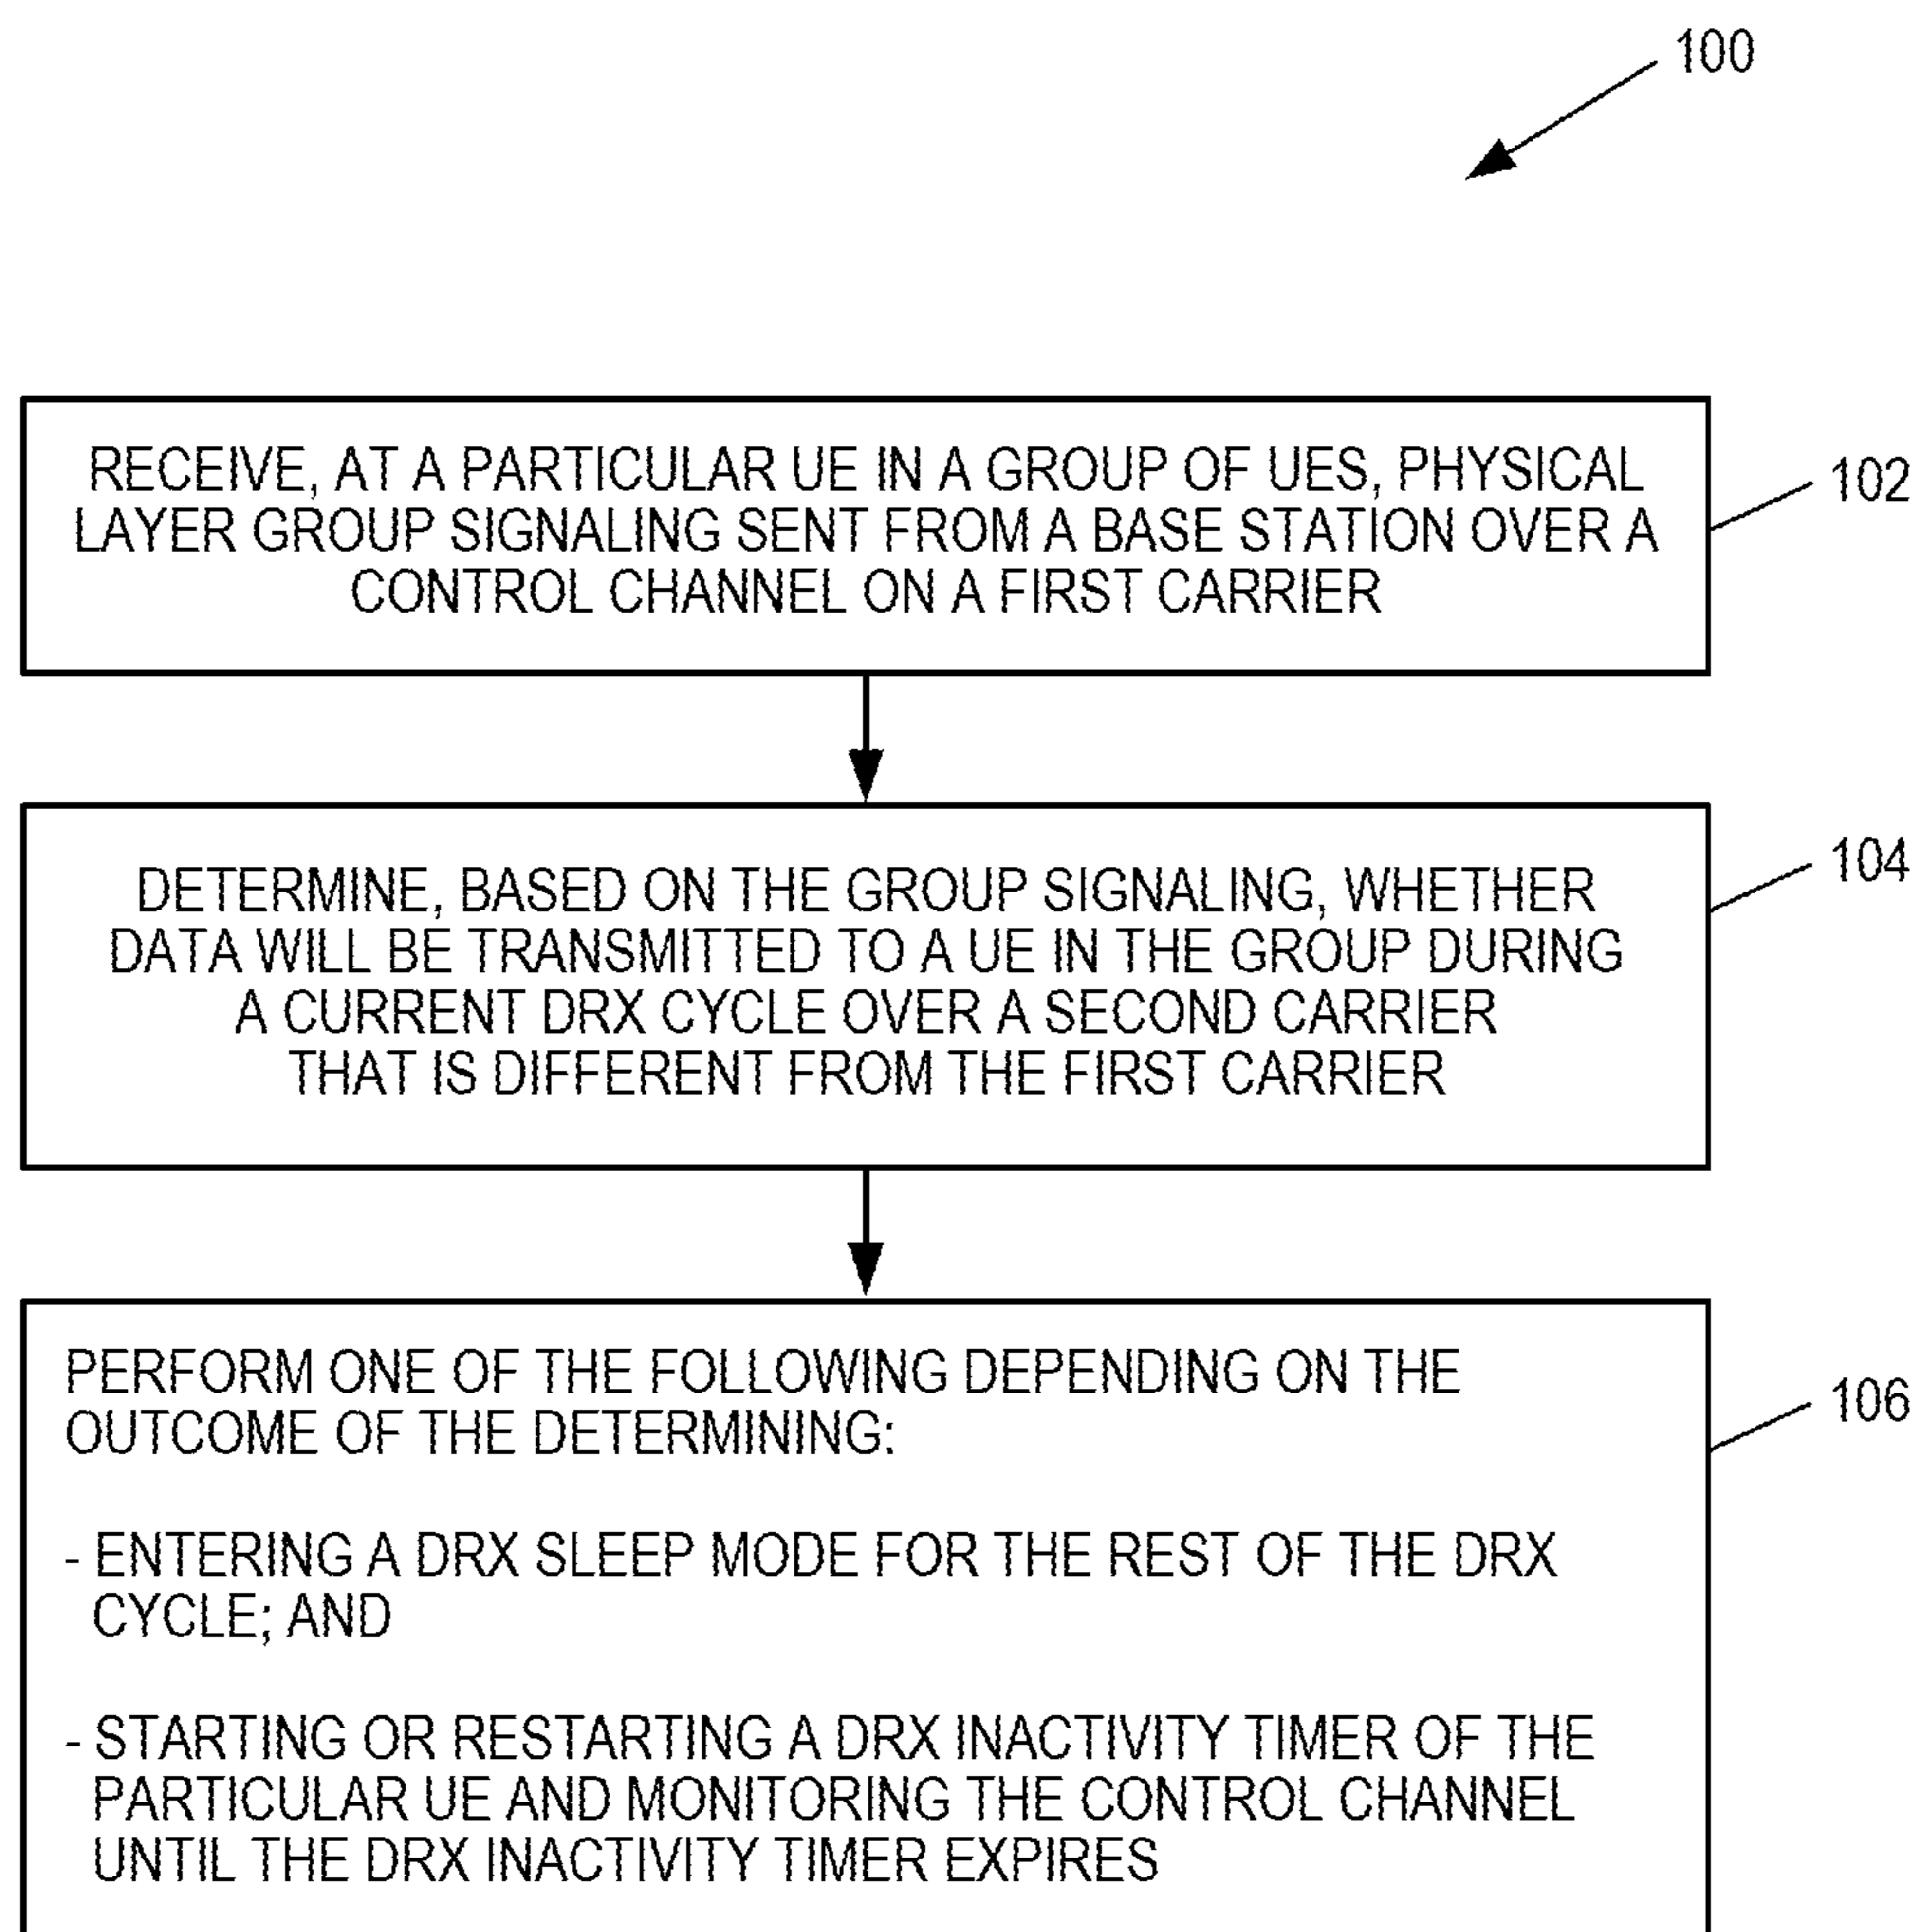 100
RECEIVE, AT A PARTICULAR UE IN A GROUP OF UES, PHYSICAL
LAYER GROUP SIGNALING SENT FROM A BASE STATION OVER A
CONTROL CHANNEL ON A FIRST CARRIER
102
DETERMINE, BASED ON THE GROUP SIGNALING, WHETHER
DATA WILL BE TRANSMITTED TO A UE IN THE GROUP DURING
A CURRENT DRX CYCLE OVER A SECOND CARRIER
THAT IS DIFFERENT FROM THE FIRST CARRIER
104
PERFORM ONE OF THE FOLLOWING DEPENDING ON THE
OUTCOME OF THE DETERMINING:
106
- ENTERING A DRX SLEEP MODE FOR THE REST OF THE DRX
CYCLE; AND
- STARTING OR RESTARTING A DRX INACTIVITY TIMER OF THE
PARTICULAR UE AND MONITORING THE CONTROL CHANNEL
UNTIL THE DRX INACTIVITY TIMER EXPIRES